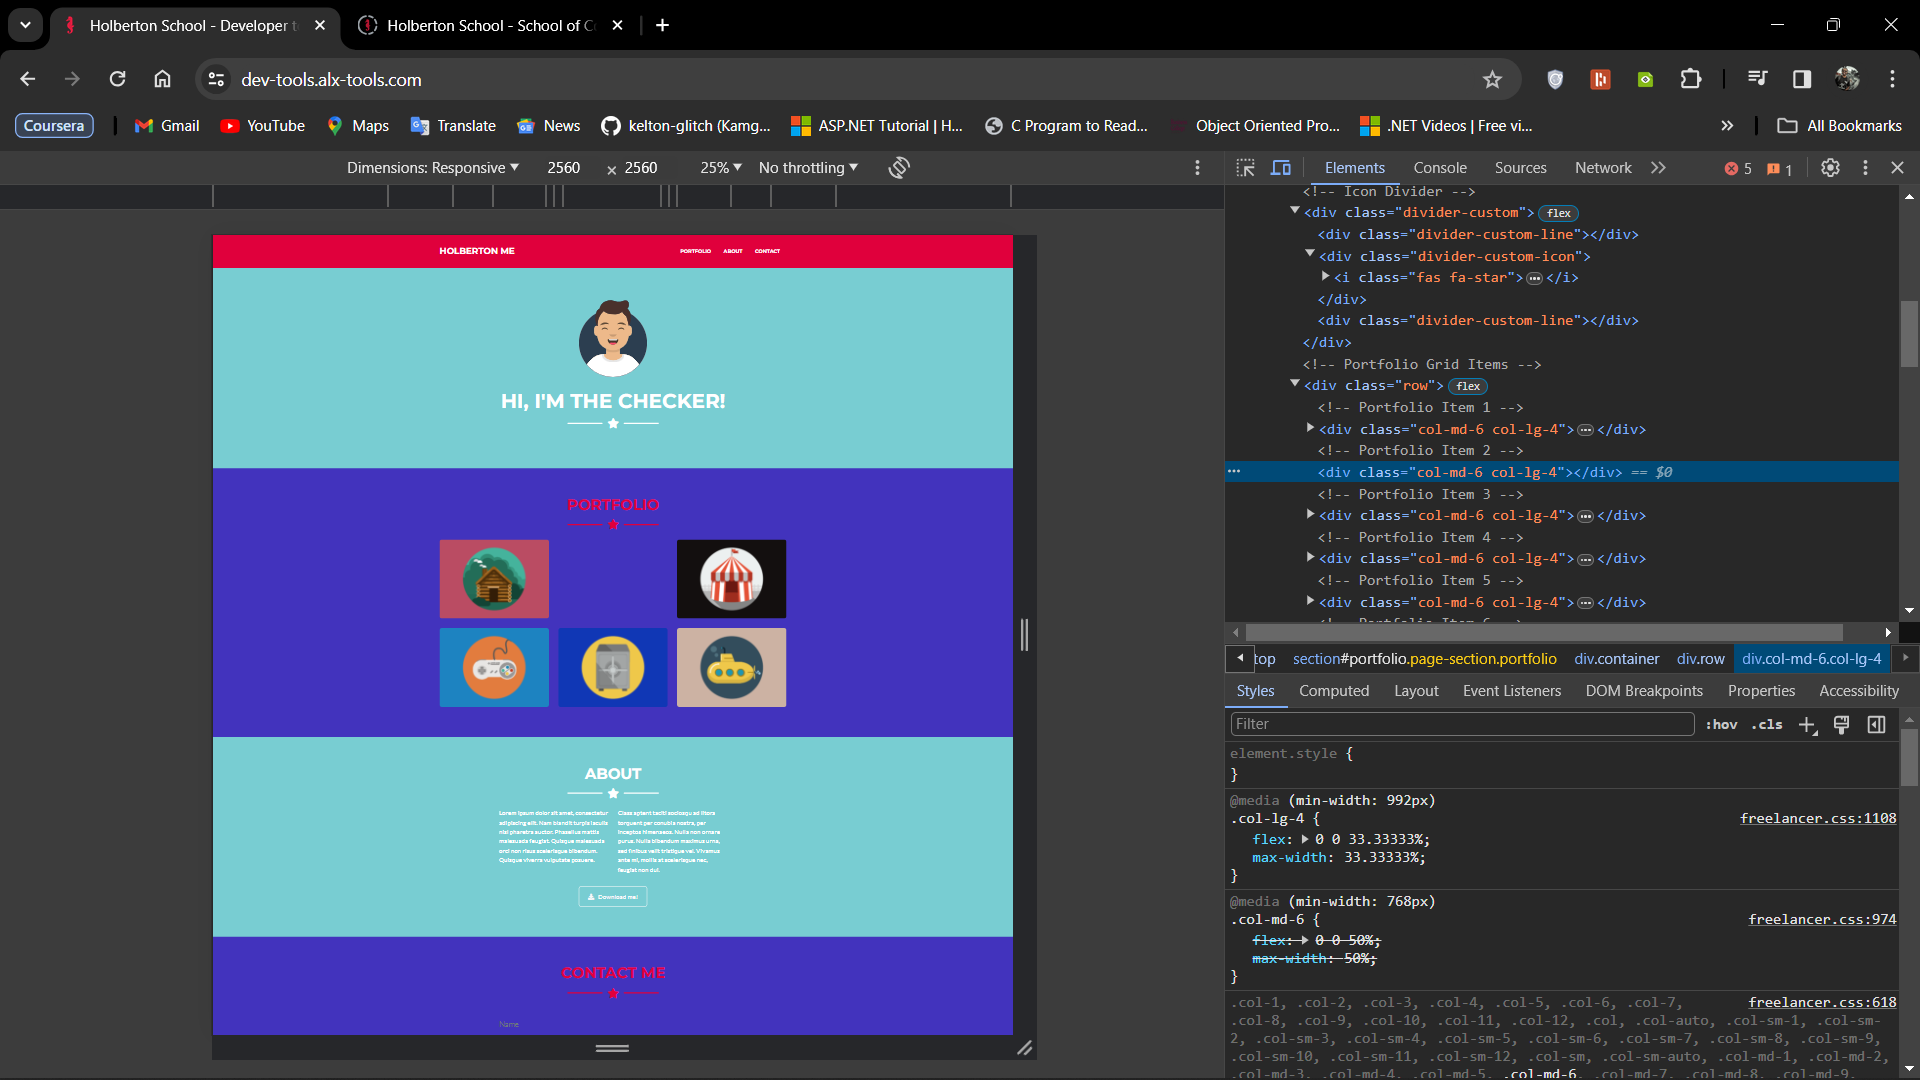 Holberton School - Developer t
Holberton School - School of C
dev-tools.alx-tools.com
Coursera
Gmail
YouTube
Maps
Translate
News
kelton-glitch (Kamg...
ASP.NET Tutorial | H...
C Program to Read...
Object Oriented Pro...
.NET Videos | Free vi...
All Bookmarks
Dimensions: Responsive
2560 × 2560
25%
No throttling
Elements
Console
Sources
Network
5
1
HOLBERTON ME
PORTFOLIO
ABOUT
CONTACT
HI, I'M THE CHECKER!
PORTFOLIO
ABOUT
Lorem ipsum dolor sit amet, consectetur
adipiscing elit. Nam blandit turpis iaculis
nisl pharetra auctor. Phasellus mattis
malesuada feugiat. Quisque malesuada
orci non risus scelerisque bibendum.
Quisque viverra vulputate posuere.
Class aptent taciti sociosqu ad litora
torquent per conubia nostra, per
inceptos himenaeos. Nulla non ornare
purus. Nulla bibendum maximus urna,
sed finibus velit tristique vel. Vivamus
ante mi, mollis at scelerisque nec,
feugiat non dui.
Download me!
CONTACT ME
Name
<!-- Icon Divider -->
<div class="divider-custom"> flex
<div class="divider-custom-line"></div>
<div class="divider-custom-icon">
<i class="fas fa-star"> … </i>
</div>
<div class="divider-custom-line"></div>
</div>
<!-- Portfolio Grid Items -->
<div class="row"> flex
<!-- Portfolio Item 1 -->
<div class="col-md-6 col-lg-4"> … </div>
<!-- Portfolio Item 2 -->
… <div class="col-md-6 col-lg-4"></div> == $0
<!-- Portfolio Item 3 -->
<div class="col-md-6 col-lg-4"> … </div>
<!-- Portfolio Item 4 -->
<div class="col-md-6 col-lg-4"> … </div>
<!-- Portfolio Item 5 -->
<div class="col-md-6 col-lg-4"> … </div>
top section#portfolio.page-section.portfolio div.container div.row div.col-md-6.col-lg-4
Styles Computed Layout Event Listeners DOM Breakpoints Properties Accessibility
Filter
:hov .cls
element.style {
}
@media (min-width: 992px)
.col-lg-4 { freelancer.css:1108
flex: 0 0 33.33333%;
max-width: 33.33333%;
}
@media (min-width: 768px)
.col-md-6 { freelancer.css:974
flex: 0 0 50%;
max-width: 50%;
}
.col-1, .col-2, .col-3, .col-4, .col-5, .col-6, .col-7, freelancer.css:618
.col-8, .col-9, .col-10, .col-11, .col-12, .col, .col-auto, .col-sm-1, .col-sm-
2, .col-sm-3, .col-sm-4, .col-sm-5, .col-sm-6, .col-sm-7, .col-sm-8, .col-sm-9,
.col-sm-10, .col-sm-11, .col-sm-12, .col-sm, .col-sm-auto, .col-md-1, .col-md-2,
.col-md-3, .col-md-4, .col-md-5, .col-md-6, .col-md-7, .col-md-8, .col-md-9,